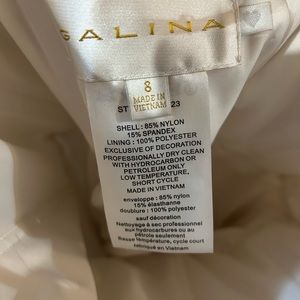 GALINA
8
MADE IN
VIETNAM
ST 23
SHELL : 85% NYLON
15% SPANDEX
LINING : 100% POLYESTER
EXCLUSIVE OF DECORATION
PROFESSIONALLY DRY CLEAN
WITH HYDROCARBON OR
PETROLEUM ONLY
LOW TEMPERATURE,
SHORT CYCLE
MADE IN VIETNAM
enveloppe : 85% nylon
15% élasthanne
doublure : 100% polyester
sauf décoration
Nettoyage à sec professionnel
aux hydrocarbures ou au
pétrole seulement
Basse température, cycle court
fabriqué en Vietnam